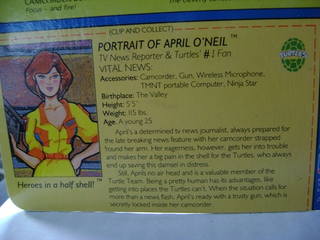 Focus – and fire!
(CLIP AND COLLECT)
PORTRAIT OF APRIL O'NEIL™
TV News Reporter & Turtles' #1 Fan
VITAL NEWS:
Accessories: Camcorder, Gun, Wireless Microphone,
TMNT portable Computer, Ninja Star
Birthplace: The Valley
Height: 5'5"
Weight: 115 lbs.
Age: A young 25
April's a determined tv news journalist, always prepared for
the late breaking news feature with her camcorder strapped
'round her arm. Her eagerness, however, gets her into trouble
and makes her a big pain in the shell for the Turtles, who always
end up saving this damsel in distress.
Still, April's no air head and is a valuable member of the
Turtle Team. Being a pretty human has its advantages, like
getting into places the Turtles can't. When the situation calls for
more than a news flash, April's ready with a trusty gun, which is
secretly locked inside her camcorder.
TURTLES
Heroes in a half shell!™